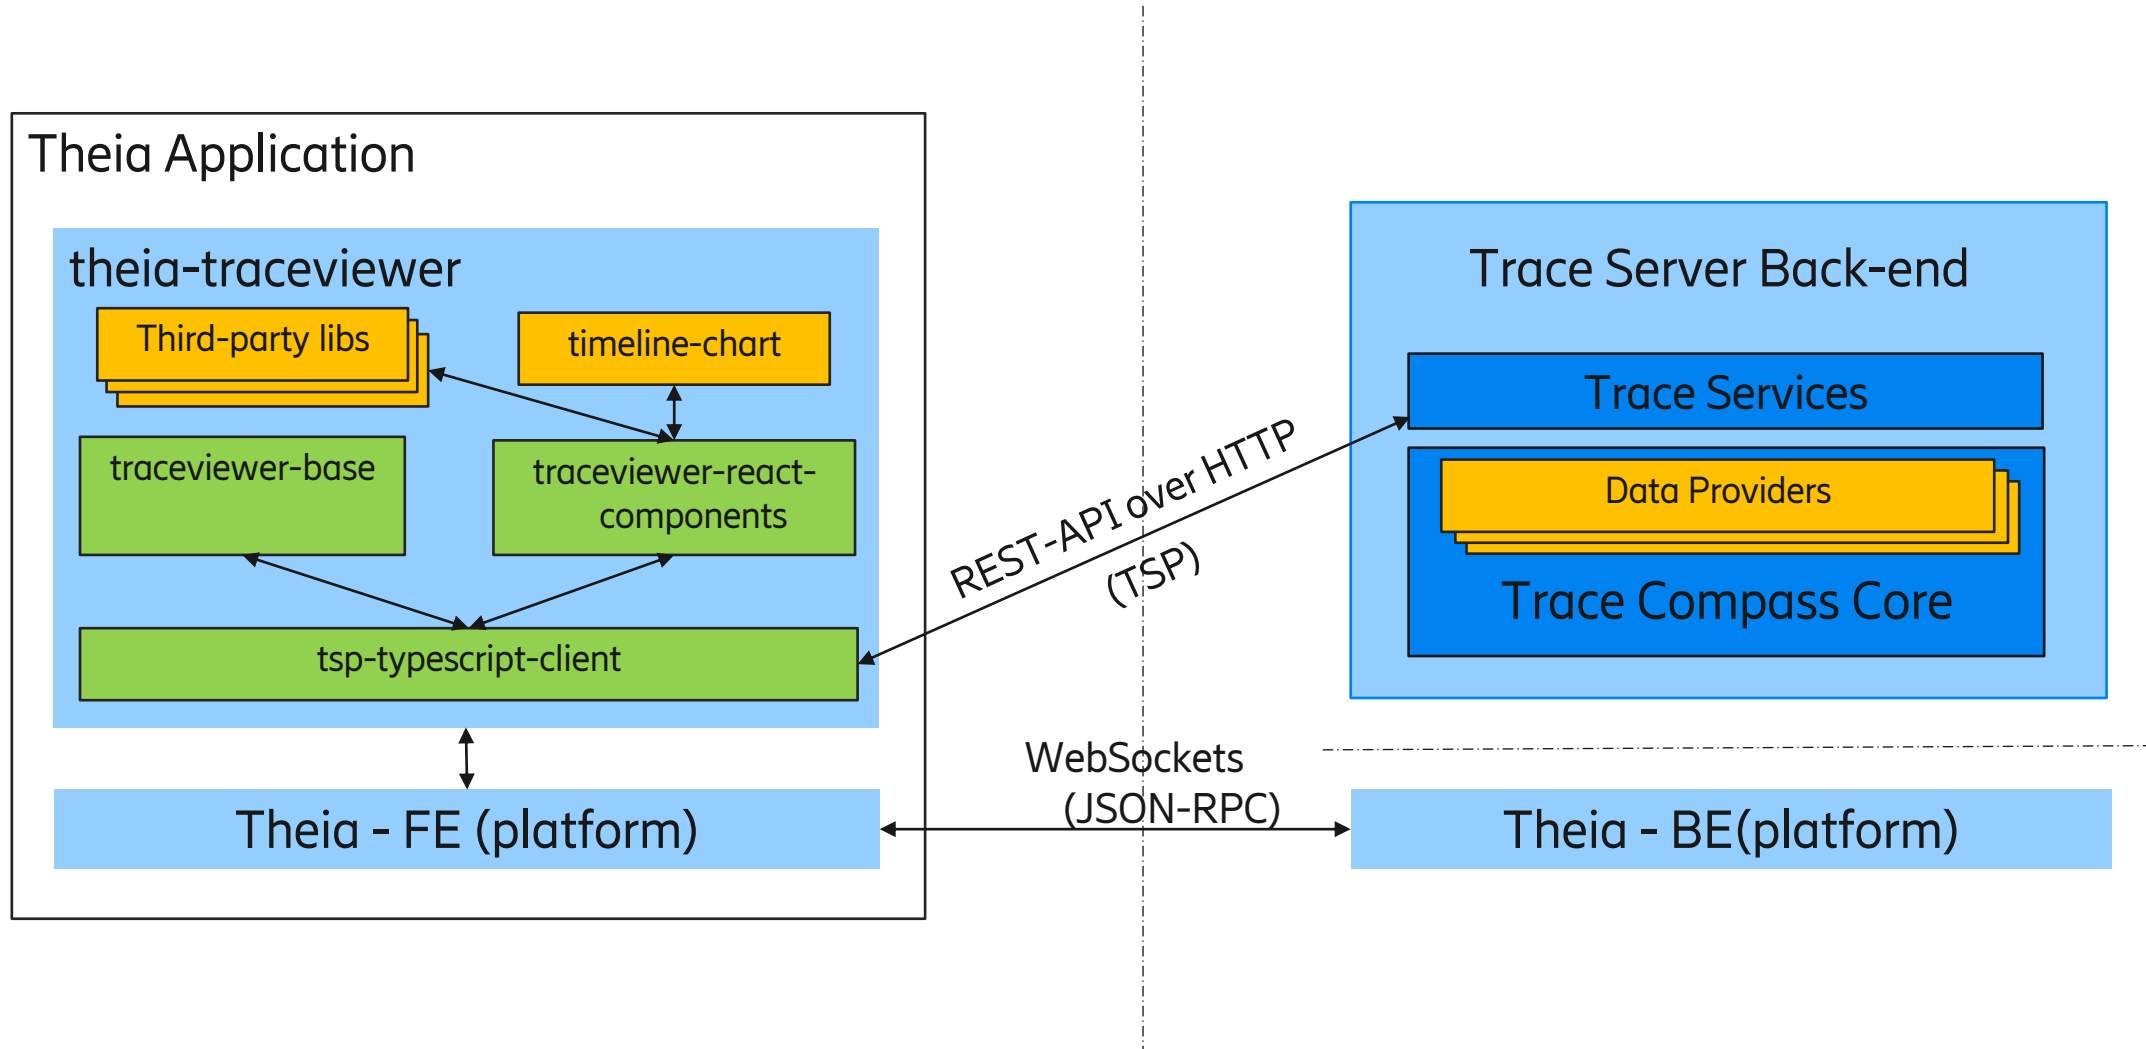 Theia Application
theia-traceviewer
Third-party libs
timeline-chart
traceviewer-base
traceviewer-react-
components
tsp-typescript-client
Theia - FE (platform)
REST-API over HTTP
(TSP)
WebSockets
(JSON-RPC)
Trace Server Back-end
Trace Services
Data Providers
Trace Compass Core
Theia - BE(platform)